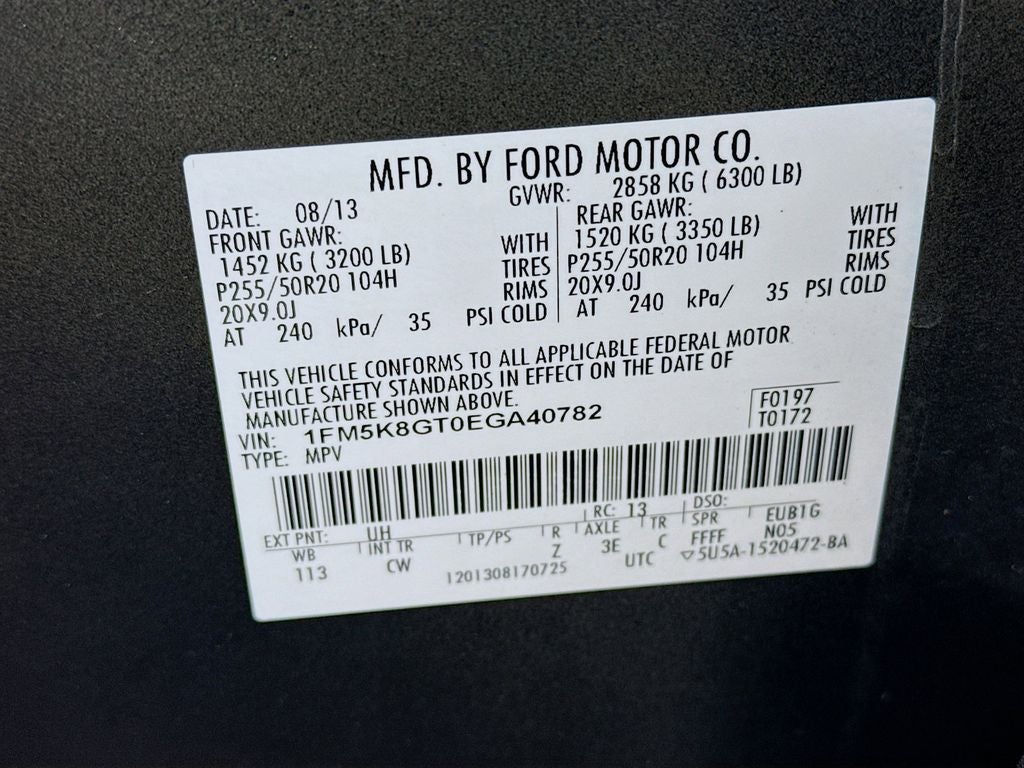 MFD. BY FORD MOTOR CO.
DATE: 08/13 GVWR: 2858 KG ( 6300 LB)
FRONT GAWR: REAR GAWR:
1452 KG ( 3200 LB) WITH 1520 KG ( 3350 LB) WITH
P255/50R20 104H TIRES P255/50R20 104H TIRES
20X9.0J RIMS 20X9.0J RIMS
AT 240 kPa/ 35 PSI COLD AT 240 kPa/ 35 PSI COLD
THIS VEHICLE CONFORMS TO ALL APPLICABLE FEDERAL MOTOR
VEHICLE SAFETY STANDARDS IN EFFECT ON THE DATE OF
MANUFACTURE SHOWN ABOVE.
VIN: 1FM5K8GT0EGA40782 F0197
TYPE: MPV T0172
EXT PNT: UH RC: 13 DSO:
WB INT TR TP/PS R AXLE TR SPR EUB1G
113 CW Z 3E C FFFF N05
1201308170725 UTC ▽5U5A-1520472-BA